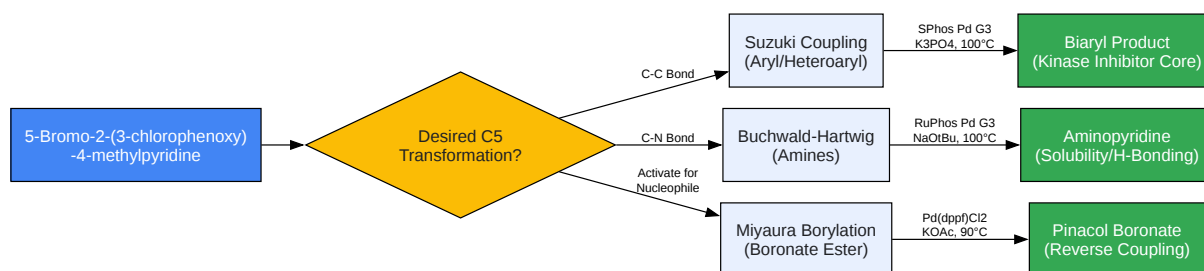 5-Bromo-2-(3-chlorophenoxy)
-4-methylpyridine
Desired C5
Transformation?
C-C Bond
C-N Bond
Activate for
Nucleophile
Suzuki Coupling
(Aryl/Heteroaryl)
SPhos Pd G3
K3PO4, 100°C
Biaryl Product
(Kinase Inhibitor Core)
Buchwald-Hartwig
(Amines)
RuPhos Pd G3
NaOtBu, 100°C
Aminopyridine
(Solubility/H-Bonding)
Miyaura Borylation
(Boronate Ester)
Pd(dppf)Cl2
KOAc, 90°C
Pinacol Boronate
(Reverse Coupling)